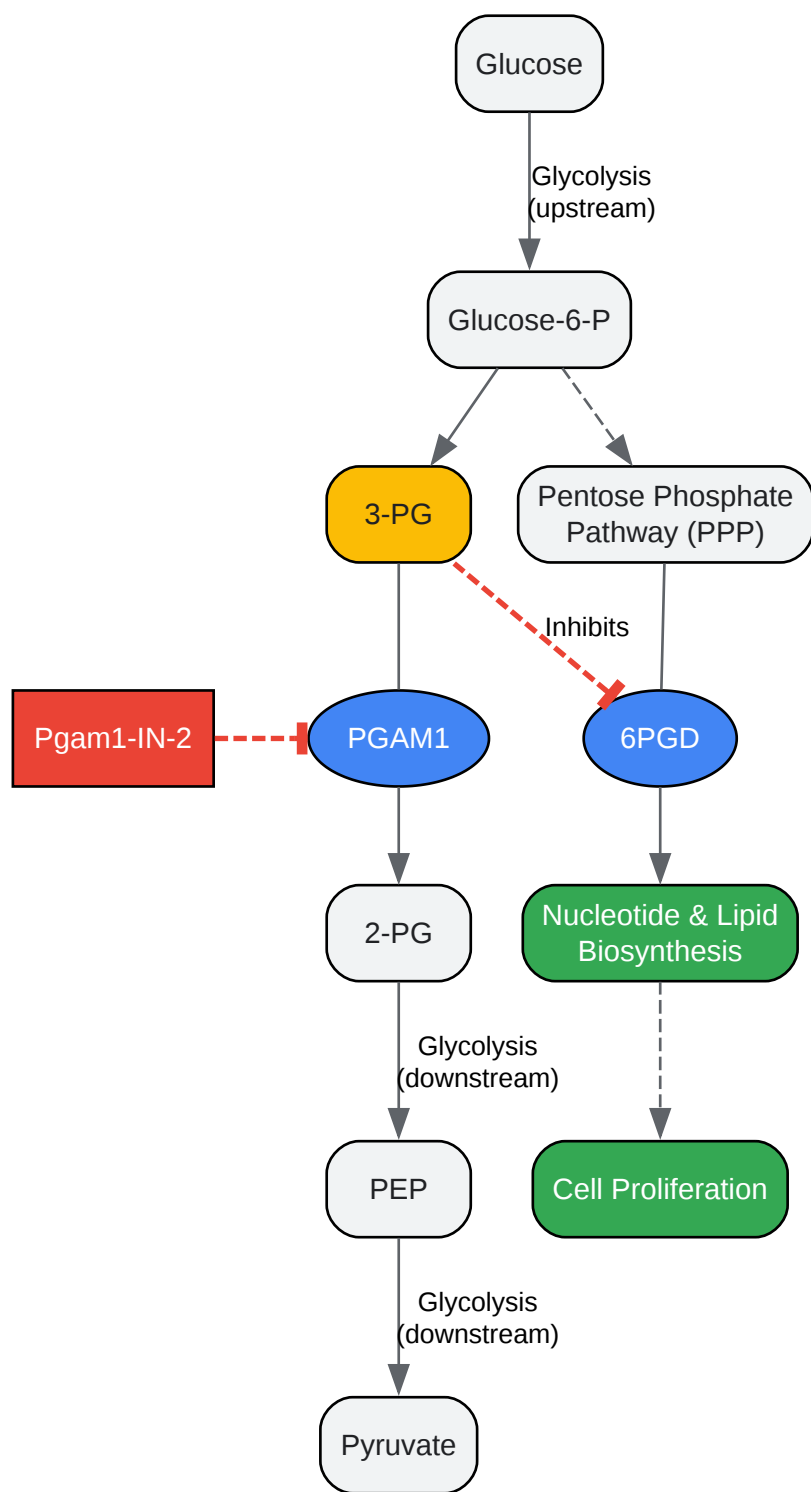 Glucose
Glycolysis
(upstream)
Glucose-6-P
3-PG
Pentose Phosphate
Pathway (PPP)
Inhibits
Pgam1-IN-2
PGAM1
6PGD
2-PG
Nucleotide & Lipid
Biosynthesis
Glycolysis
(downstream)
PEP
Cell Proliferation
Glycolysis
(downstream)
Pyruvate